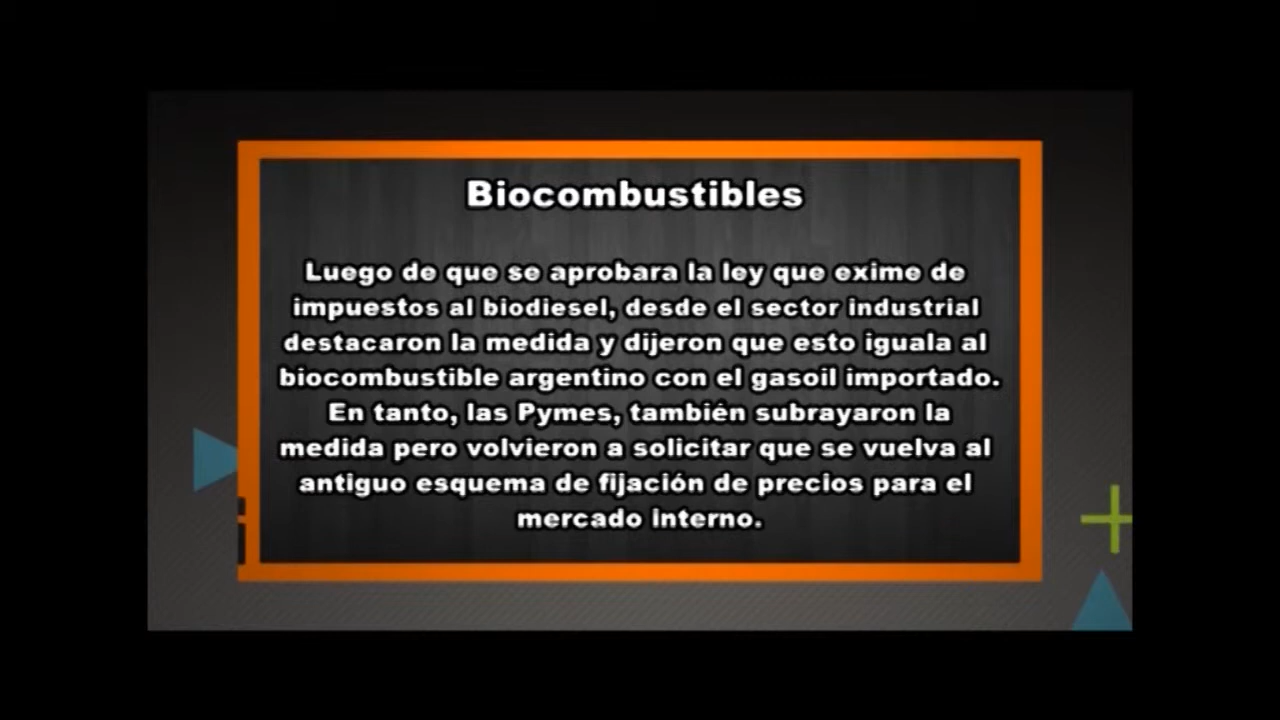 Biocombustibles
Luego de que se aprobara la ley que exime de
impuestos al biodiesel, desde el sector industrial
destacaron la medida y dijeron que esto iguala al
biocombustible argentino con el gasoil importado.
En tanto, las Pymes, también subrayaron la
medida pero volvieron a solicitar que se vuelva al
antiguo esquema de fijación de precios para el
mercado interno.